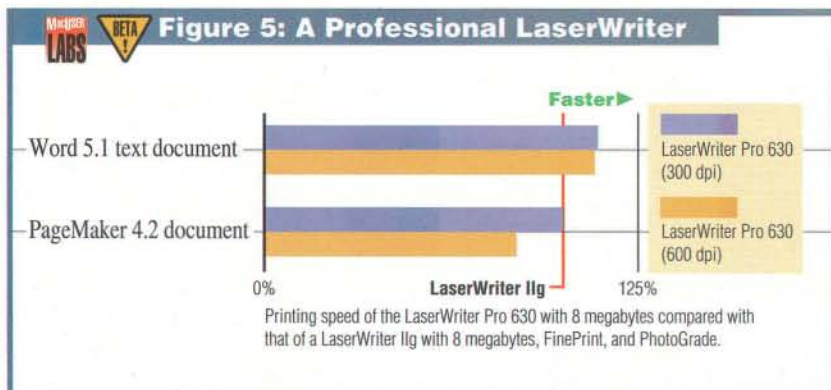 MacUSER
LABS
BETA
!
Figure 5: A Professional LaserWriter
Faster
Word 5.1 text document
PageMaker 4.2 document
LaserWriter Pro 630
(300 dpi)
LaserWriter Pro 630
(600 dpi)
0%
LaserWriter IIg
125%
Printing speed of the LaserWriter Pro 630 with 8 megabytes compared with
that of a LaserWriter IIg with 8 megabytes, FinePrint, and PhotoGrade.